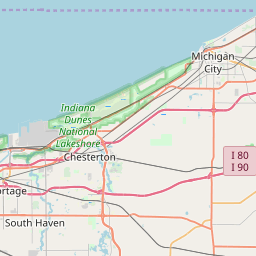 Michigan
City
Indiana
Dunes
National
Lakeshore
Chesterton
I 80
I 90
ortage
South Haven